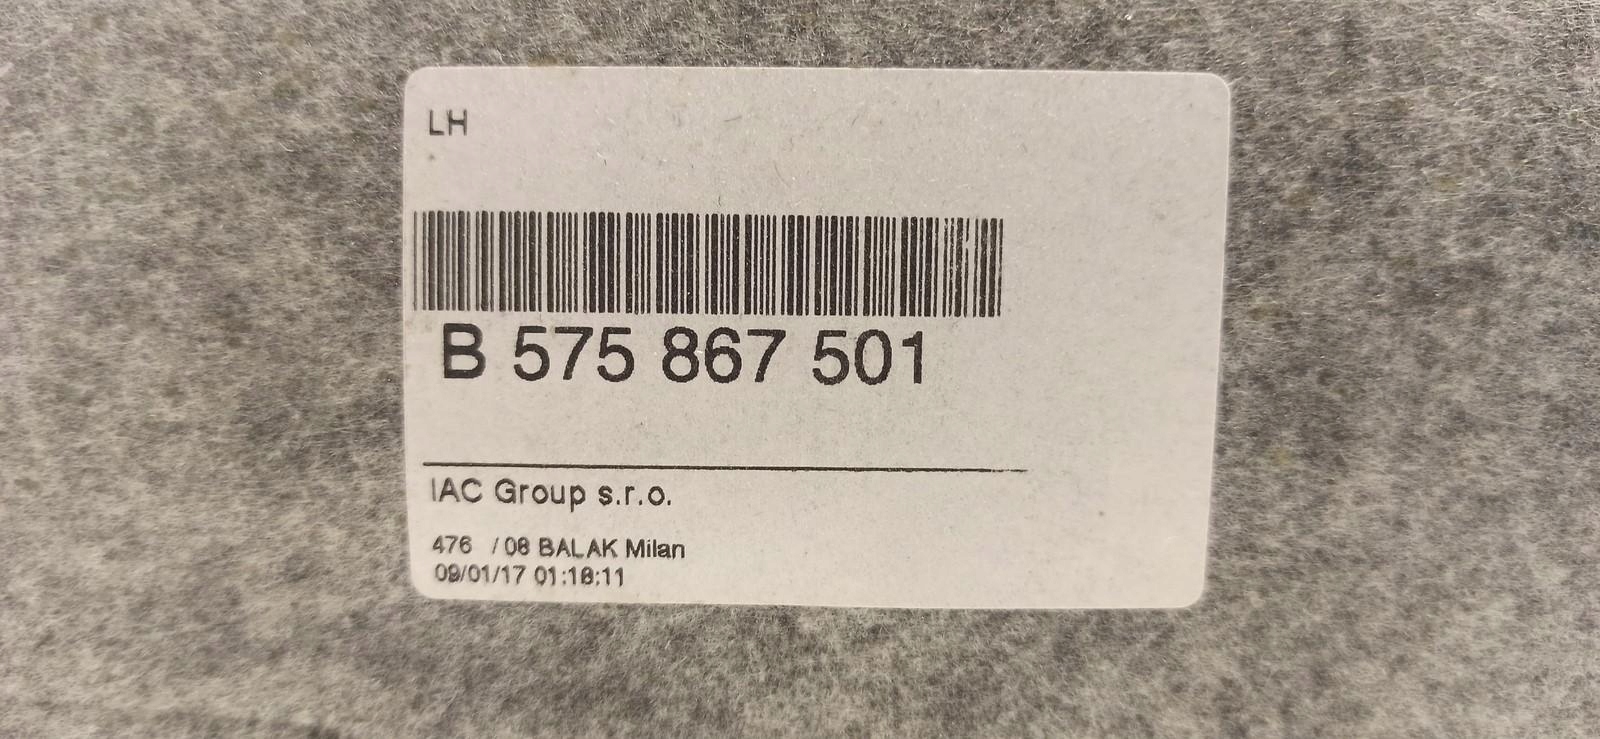 LH
B 575 867 501
IAC Group s.r.o.
476 / 08 BALAK Milan
09/01/17 01:18:11